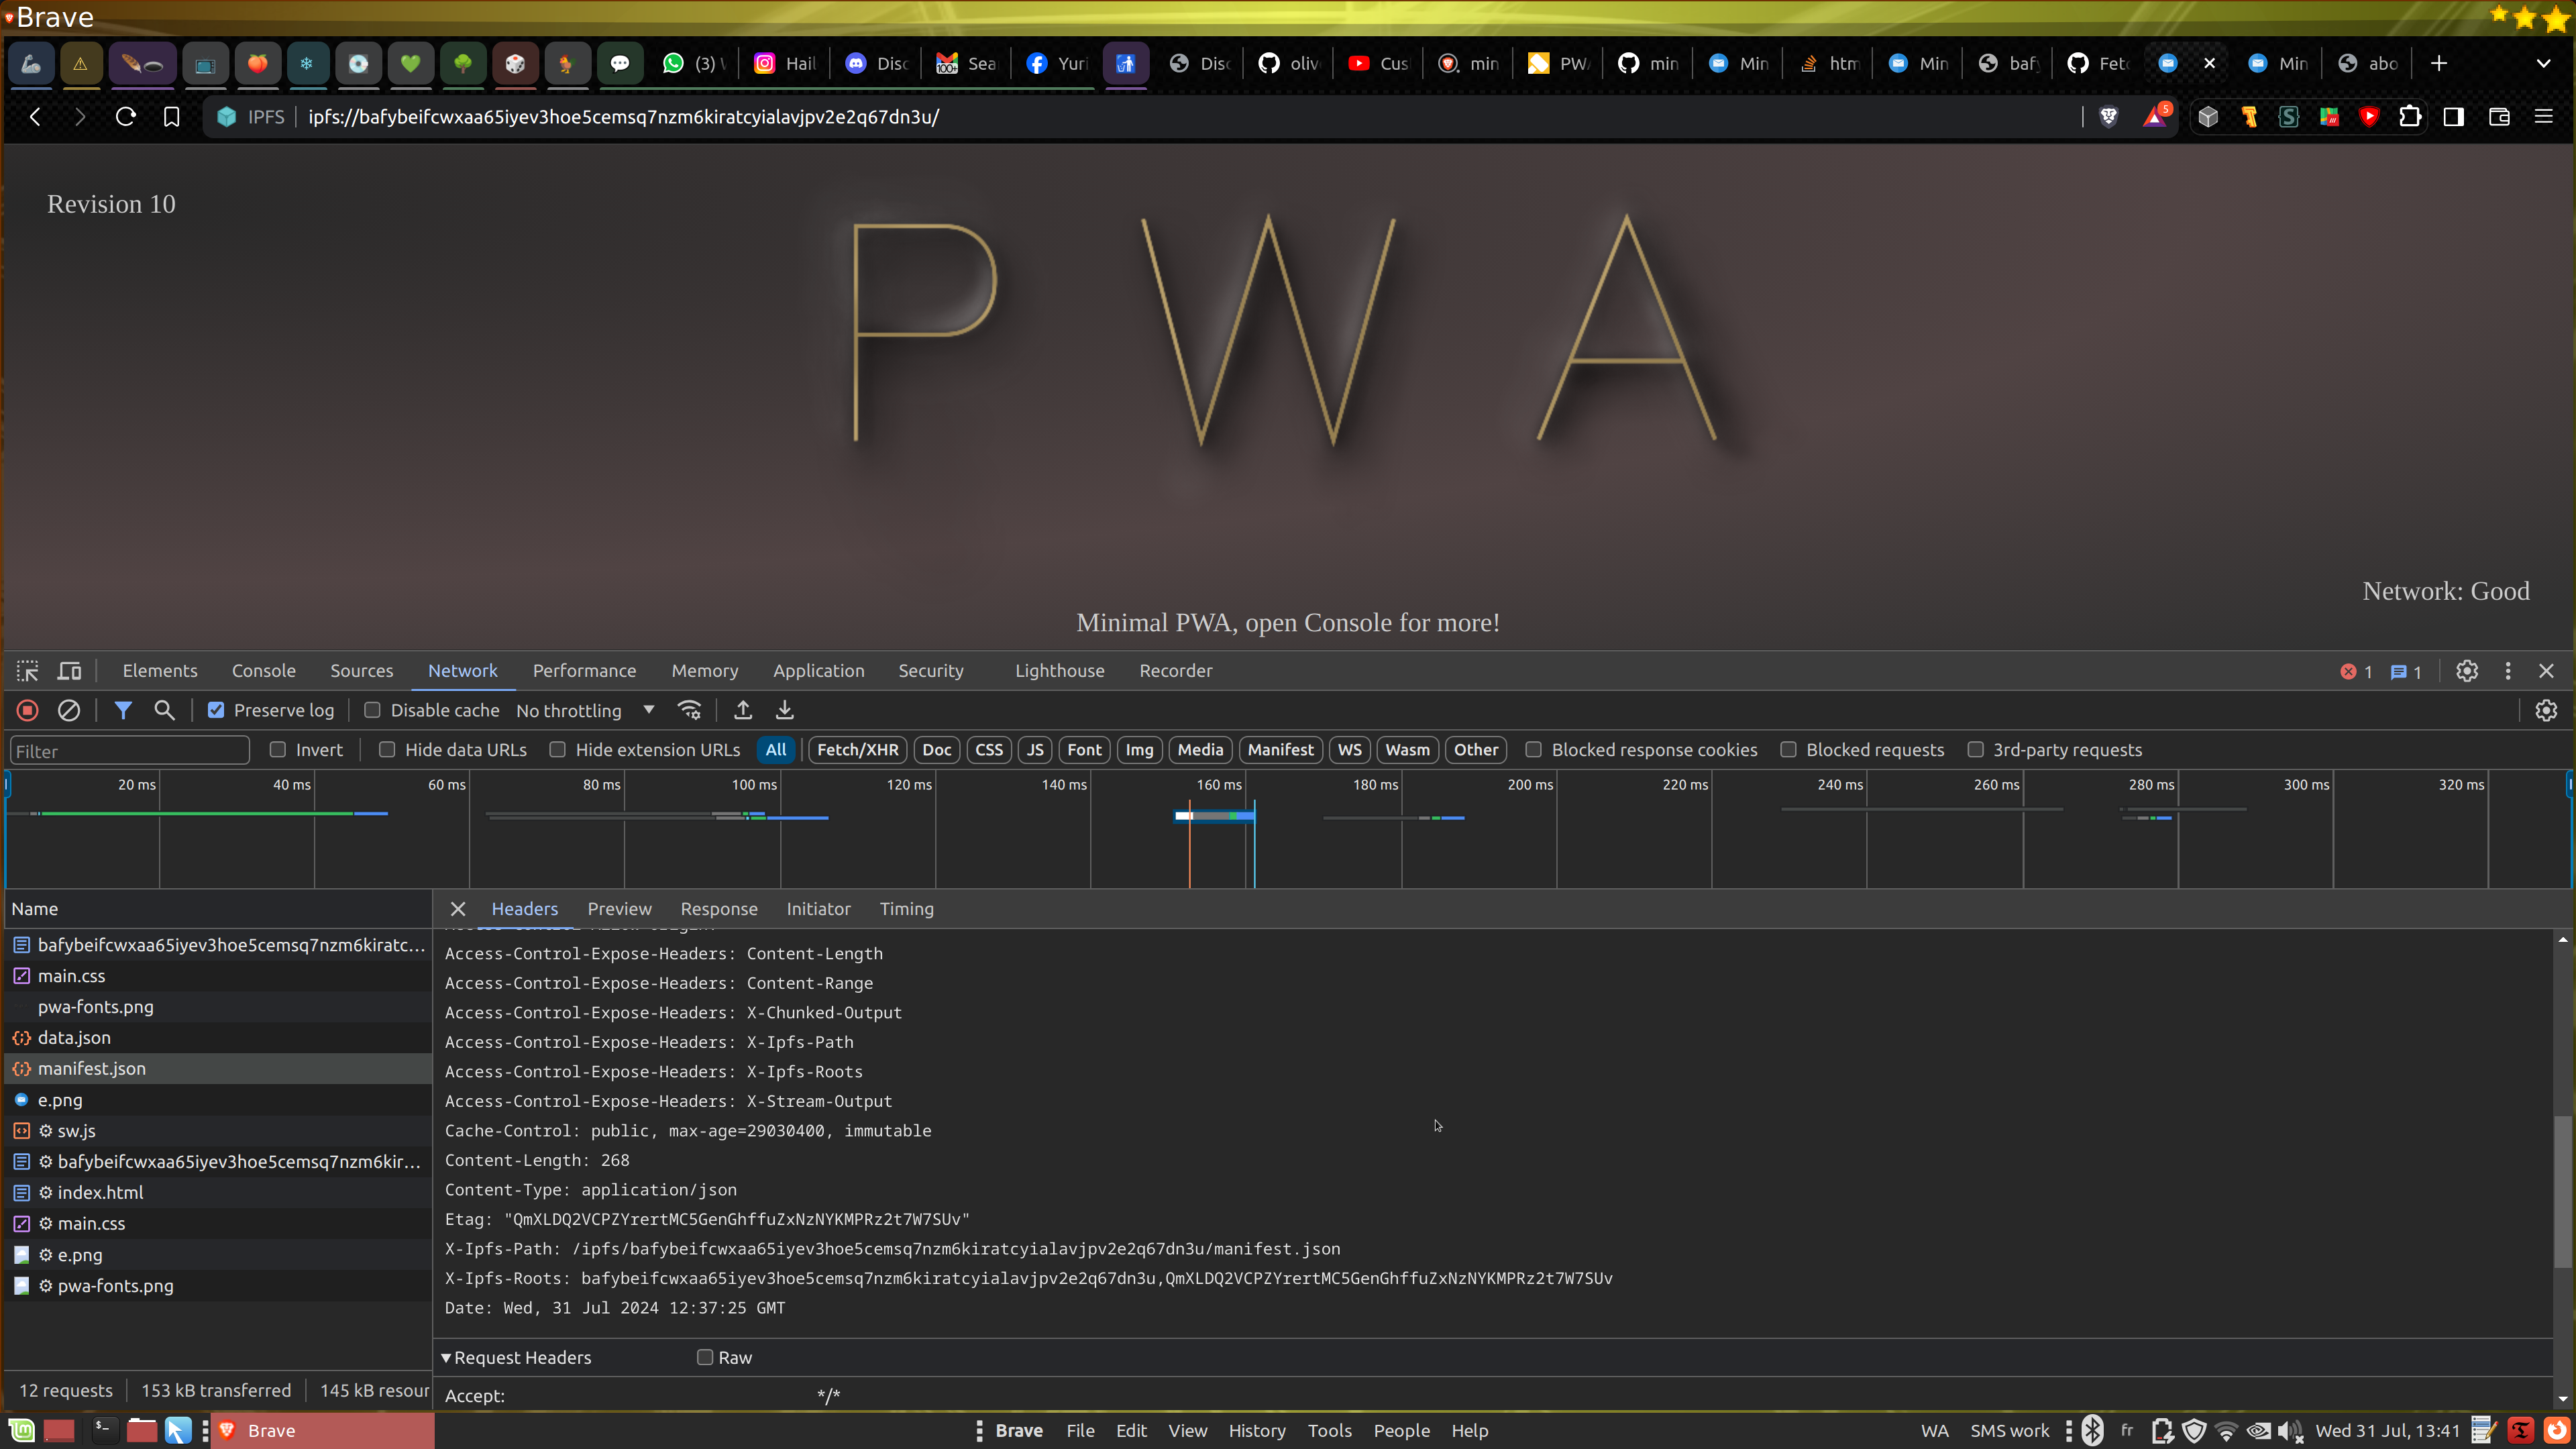 Brave
(3) W
Hail
Disc
Sea
Yuri
Disc
oliv
Cus
min
PWA
min
Min
htm
Min
bafy
Fetc
Min
abo
IPFS
ipfs://bafybeifcwxaa65iyev3hoe5cemsq7nzm6kiratcyialavjpv2e2q67dn3u/
5
Revision 10
PWA
Network: Good
Minimal PWA, open Console for more!
Elements Console Sources Network Performance Memory Application Security Lighthouse Recorder 1 1
Preserve log Disable cache No throttling
Filter Invert Hide data URLs Hide extension URLs All Fetch/XHR Doc CSS JS Font Img Media Manifest WS Wasm Other Blocked response cookies Blocked requests 3rd-party requests
20 ms 40 ms 60 ms 80 ms 100 ms 120 ms 140 ms 160 ms 180 ms 200 ms 220 ms 240 ms 260 ms 280 ms 300 ms 320 ms
Name
bafybeifcwxaa65iyev3hoe5cemsq7nzm6kiratc...
main.css
pwa-fonts.png
data.json
manifest.json
e.png
sw.js
bafybeifcwxaa65iyev3hoe5cemsq7nzm6kir...
index.html
main.css
e.png
pwa-fonts.png
12 requests 153 kB transferred 145 kB resour
Headers Preview Response Initiator Timing
Access-Control-Expose-Headers: Content-Length
Access-Control-Expose-Headers: Content-Range
Access-Control-Expose-Headers: X-Chunked-Output
Access-Control-Expose-Headers: X-Ipfs-Path
Access-Control-Expose-Headers: X-Ipfs-Roots
Access-Control-Expose-Headers: X-Stream-Output
Cache-Control: public, max-age=29030400, immutable
Content-Length: 268
Content-Type: application/json
Etag: "QmXLDQ2VCPZYrertMC5GenGhffuZxNzNYKMPRz2t7W7SUv"
X-Ipfs-Path: /ipfs/bafybeifcwxaa65iyev3hoe5cemsq7nzm6kiratcyialavjpv2e2q67dn3u/manifest.json
X-Ipfs-Roots: bafybeifcwxaa65iyev3hoe5cemsq7nzm6kiratcyialavjpv2e2q67dn3u,QmXLDQ2VCPZYrertMC5GenGhffuZxNzNYKMPRz2t7W7SUv
Date: Wed, 31 Jul 2024 12:37:25 GMT
Request Headers Raw
Accept: */*
Brave
Brave File Edit View History Tools People Help
WA SMS work fr Wed 31 Jul, 13:41